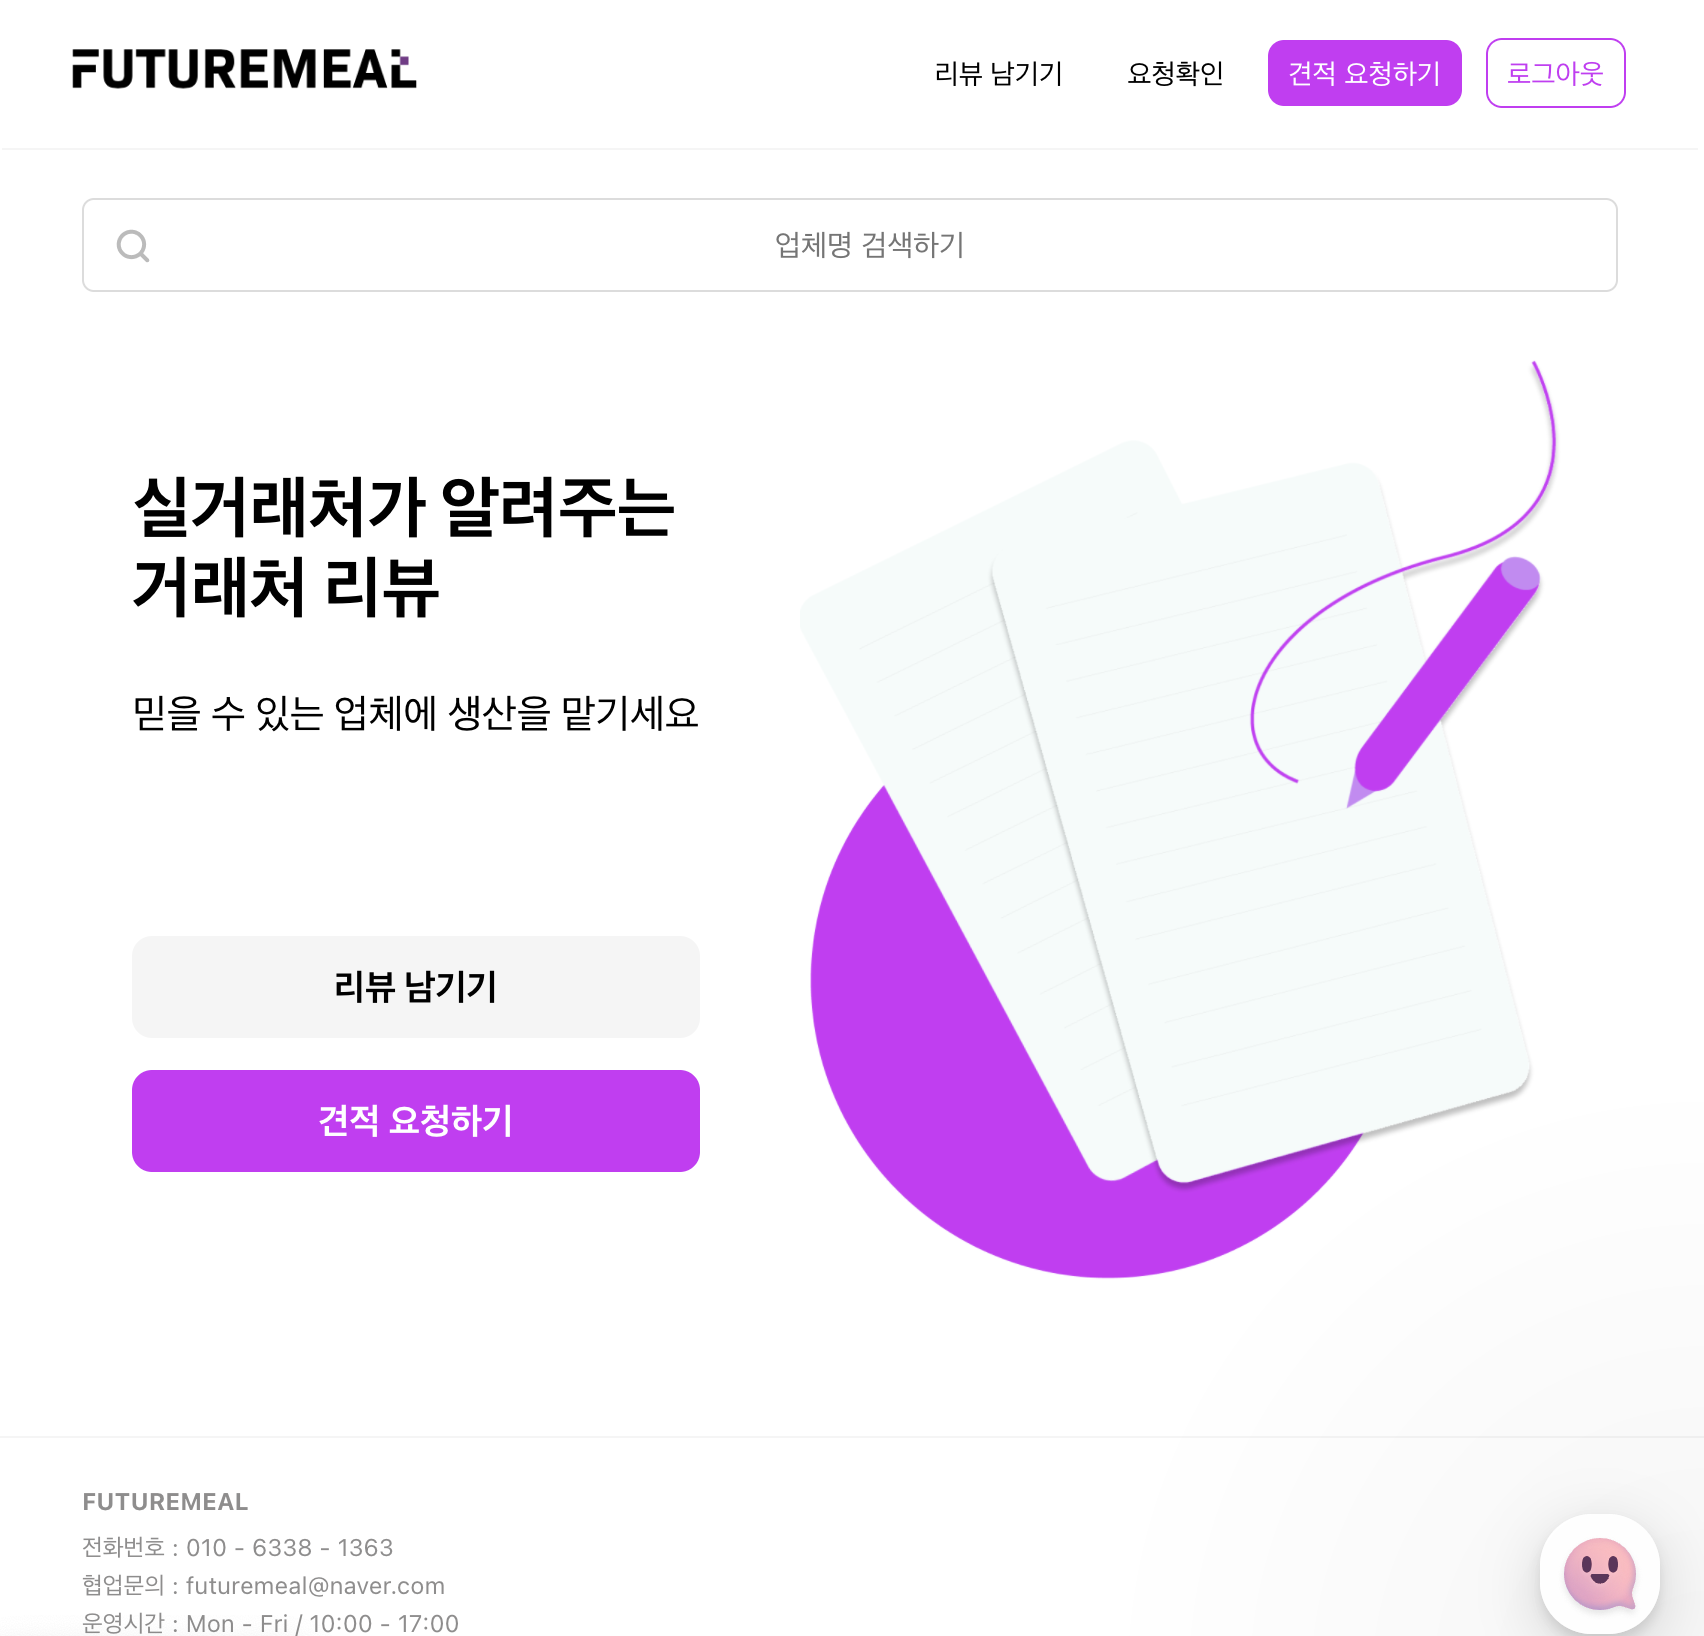 FUTUREMEAL
리뷰 남기기
요청확인
견적 요청하기
로그아웃
업체명 검색하기
실거래처가 알려주는
거래처 리뷰
믿을 수 있는 업체에 생산을 맡기세요
리뷰 남기기
견적 요청하기
FUTUREMEAL
전화번호 : 010 - 6338 - 1363
협업문의 : futuremeal@naver.com
운영시간 : Mon - Fri / 10:00 - 17:00